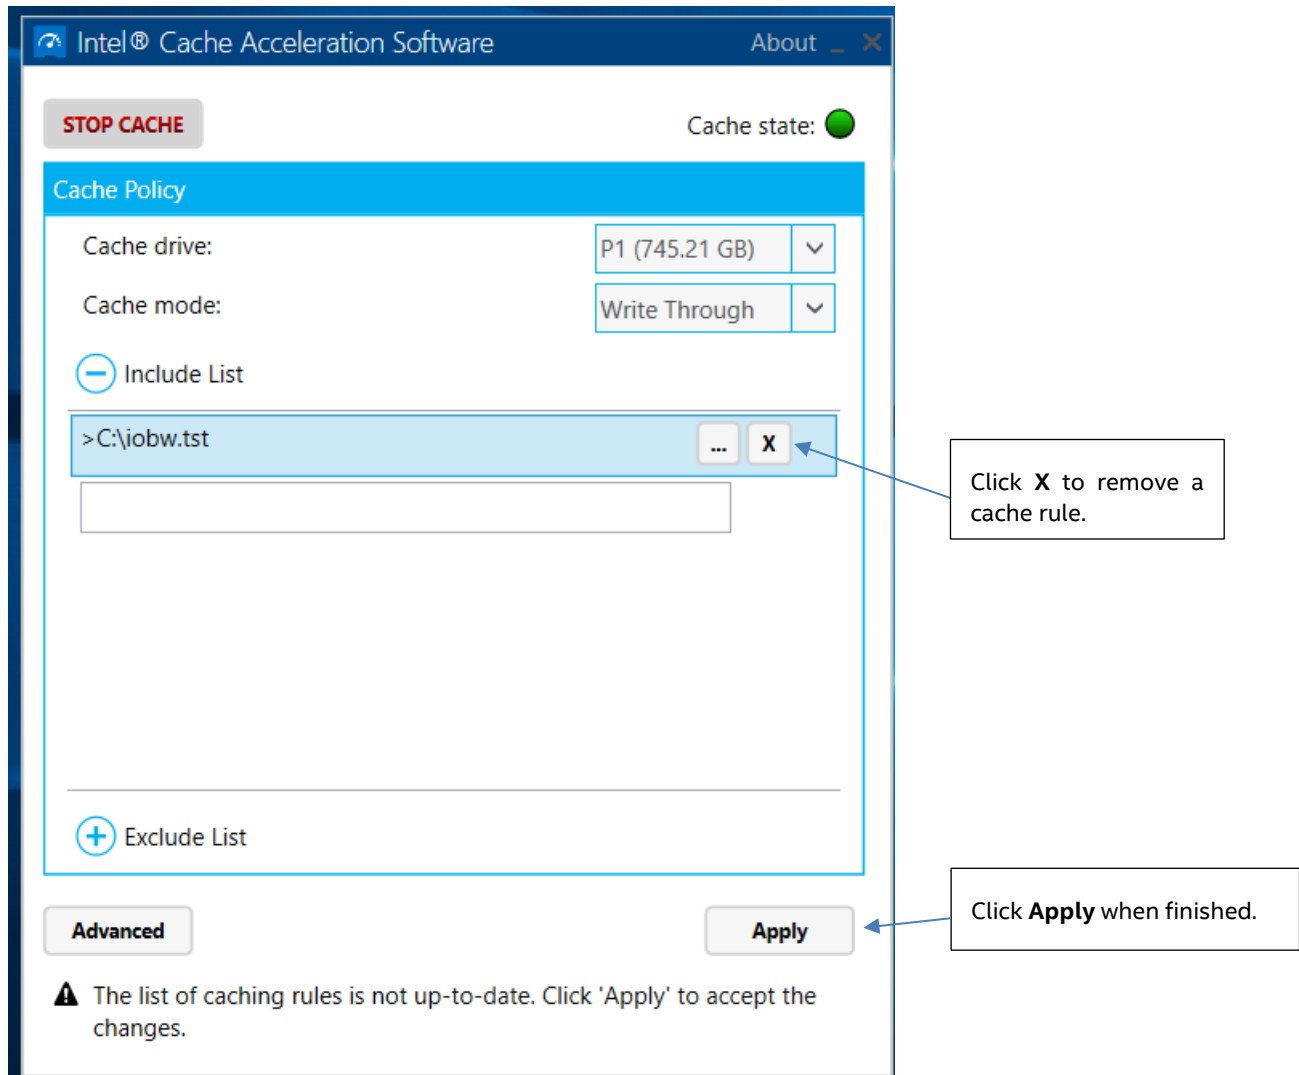 Intel® Cache Acceleration Software
About
STOP CACHE
Cache state:
Cache Policy
Cache drive:
P1 (745.21 GB)
Cache mode:
Write Through
Include List
>C:\iobw.tst
...
X
Click X to remove a
cache rule.
Exclude List
Advanced
Apply
Click Apply when finished.
The list of caching rules is not up-to-date. Click 'Apply' to accept the
changes.